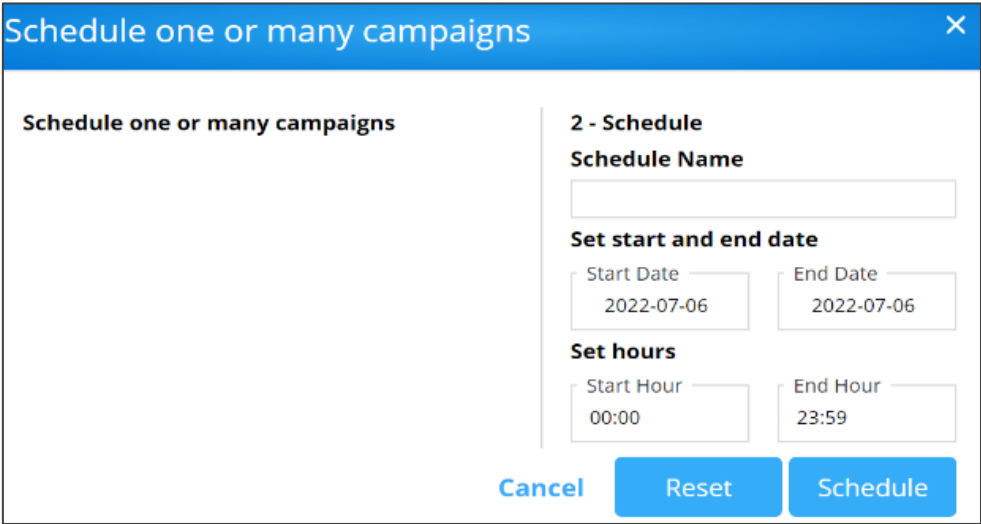 Schedule one or many campaigns ×
Schedule one or many campaigns
2 - Schedule
Schedule Name
Set start and end date
Start Date End Date
2022-07-06 2022-07-06
Set hours
Start Hour End Hour
00:00 23:59
Cancel Reset Schedule